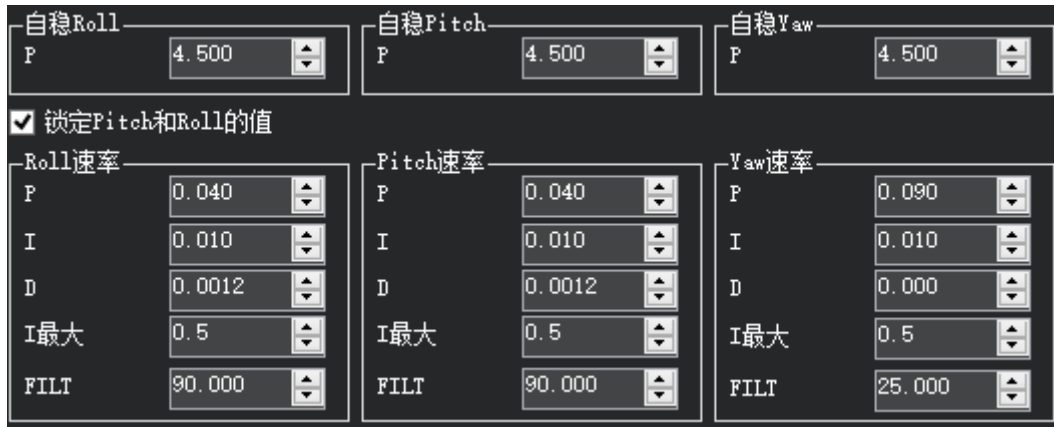 自稳Roll 自稳Pitch 自稳Yaw
P 4.500 P 4.500 P 4.500
锁定Pitch和Roll的值
Roll速率 Pitch速率 Yaw速率
P 0.040 P 0.040 P 0.090
I 0.010 I 0.010 I 0.010
D 0.0012 D 0.0012 D 0.000
I最大 0.5 I最大 0.5 I最大 0.5
FILT 90.000 FILT 90.000 FILT 25.000